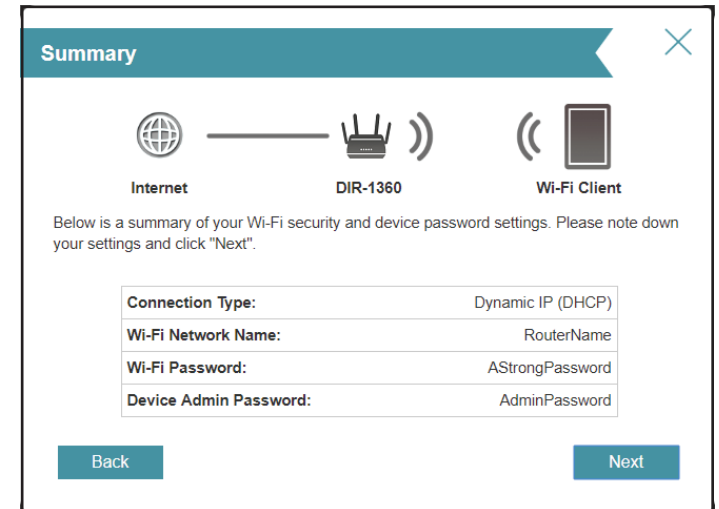 Summary
Internet
DIR-1360
Wi-Fi Client
Below is a summary of your Wi-Fi security and device password settings. Please note down
your settings and click "Next".
Connection Type: Dynamic IP (DHCP)
Wi-Fi Network Name: RouterName
Wi-Fi Password: AStrongPassword
Device Admin Password: AdminPassword
Back
Next